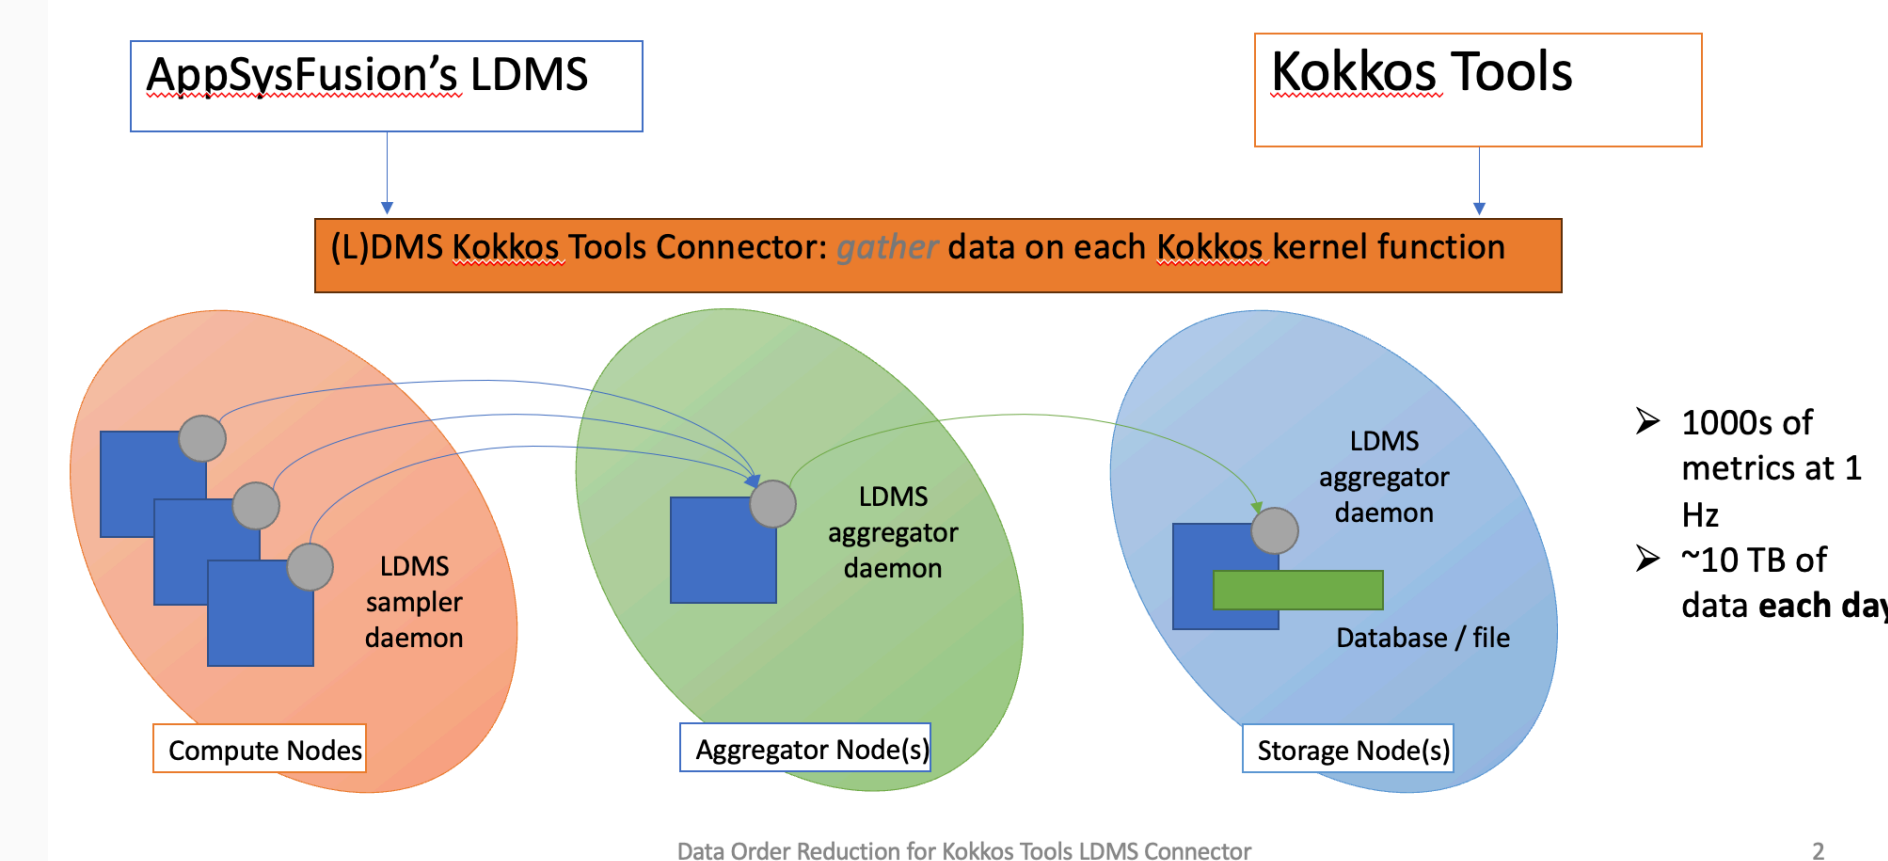 AppSysFusion’s LDMS
Kokkos Tools
(L)DMS Kokkos Tools Connector: gather data on each Kokkos kernel function
LDMS
sampler
daemon
Compute Nodes
LDMS
aggregator
daemon
Aggregator Node(s)
LDMS
aggregator
daemon
Database / file
Storage Node(s)
➢ 1000s of
metrics at 1
Hz
➢ ~10 TB of
data each day
Data Order Reduction for Kokkos Tools LDMS Connector
2